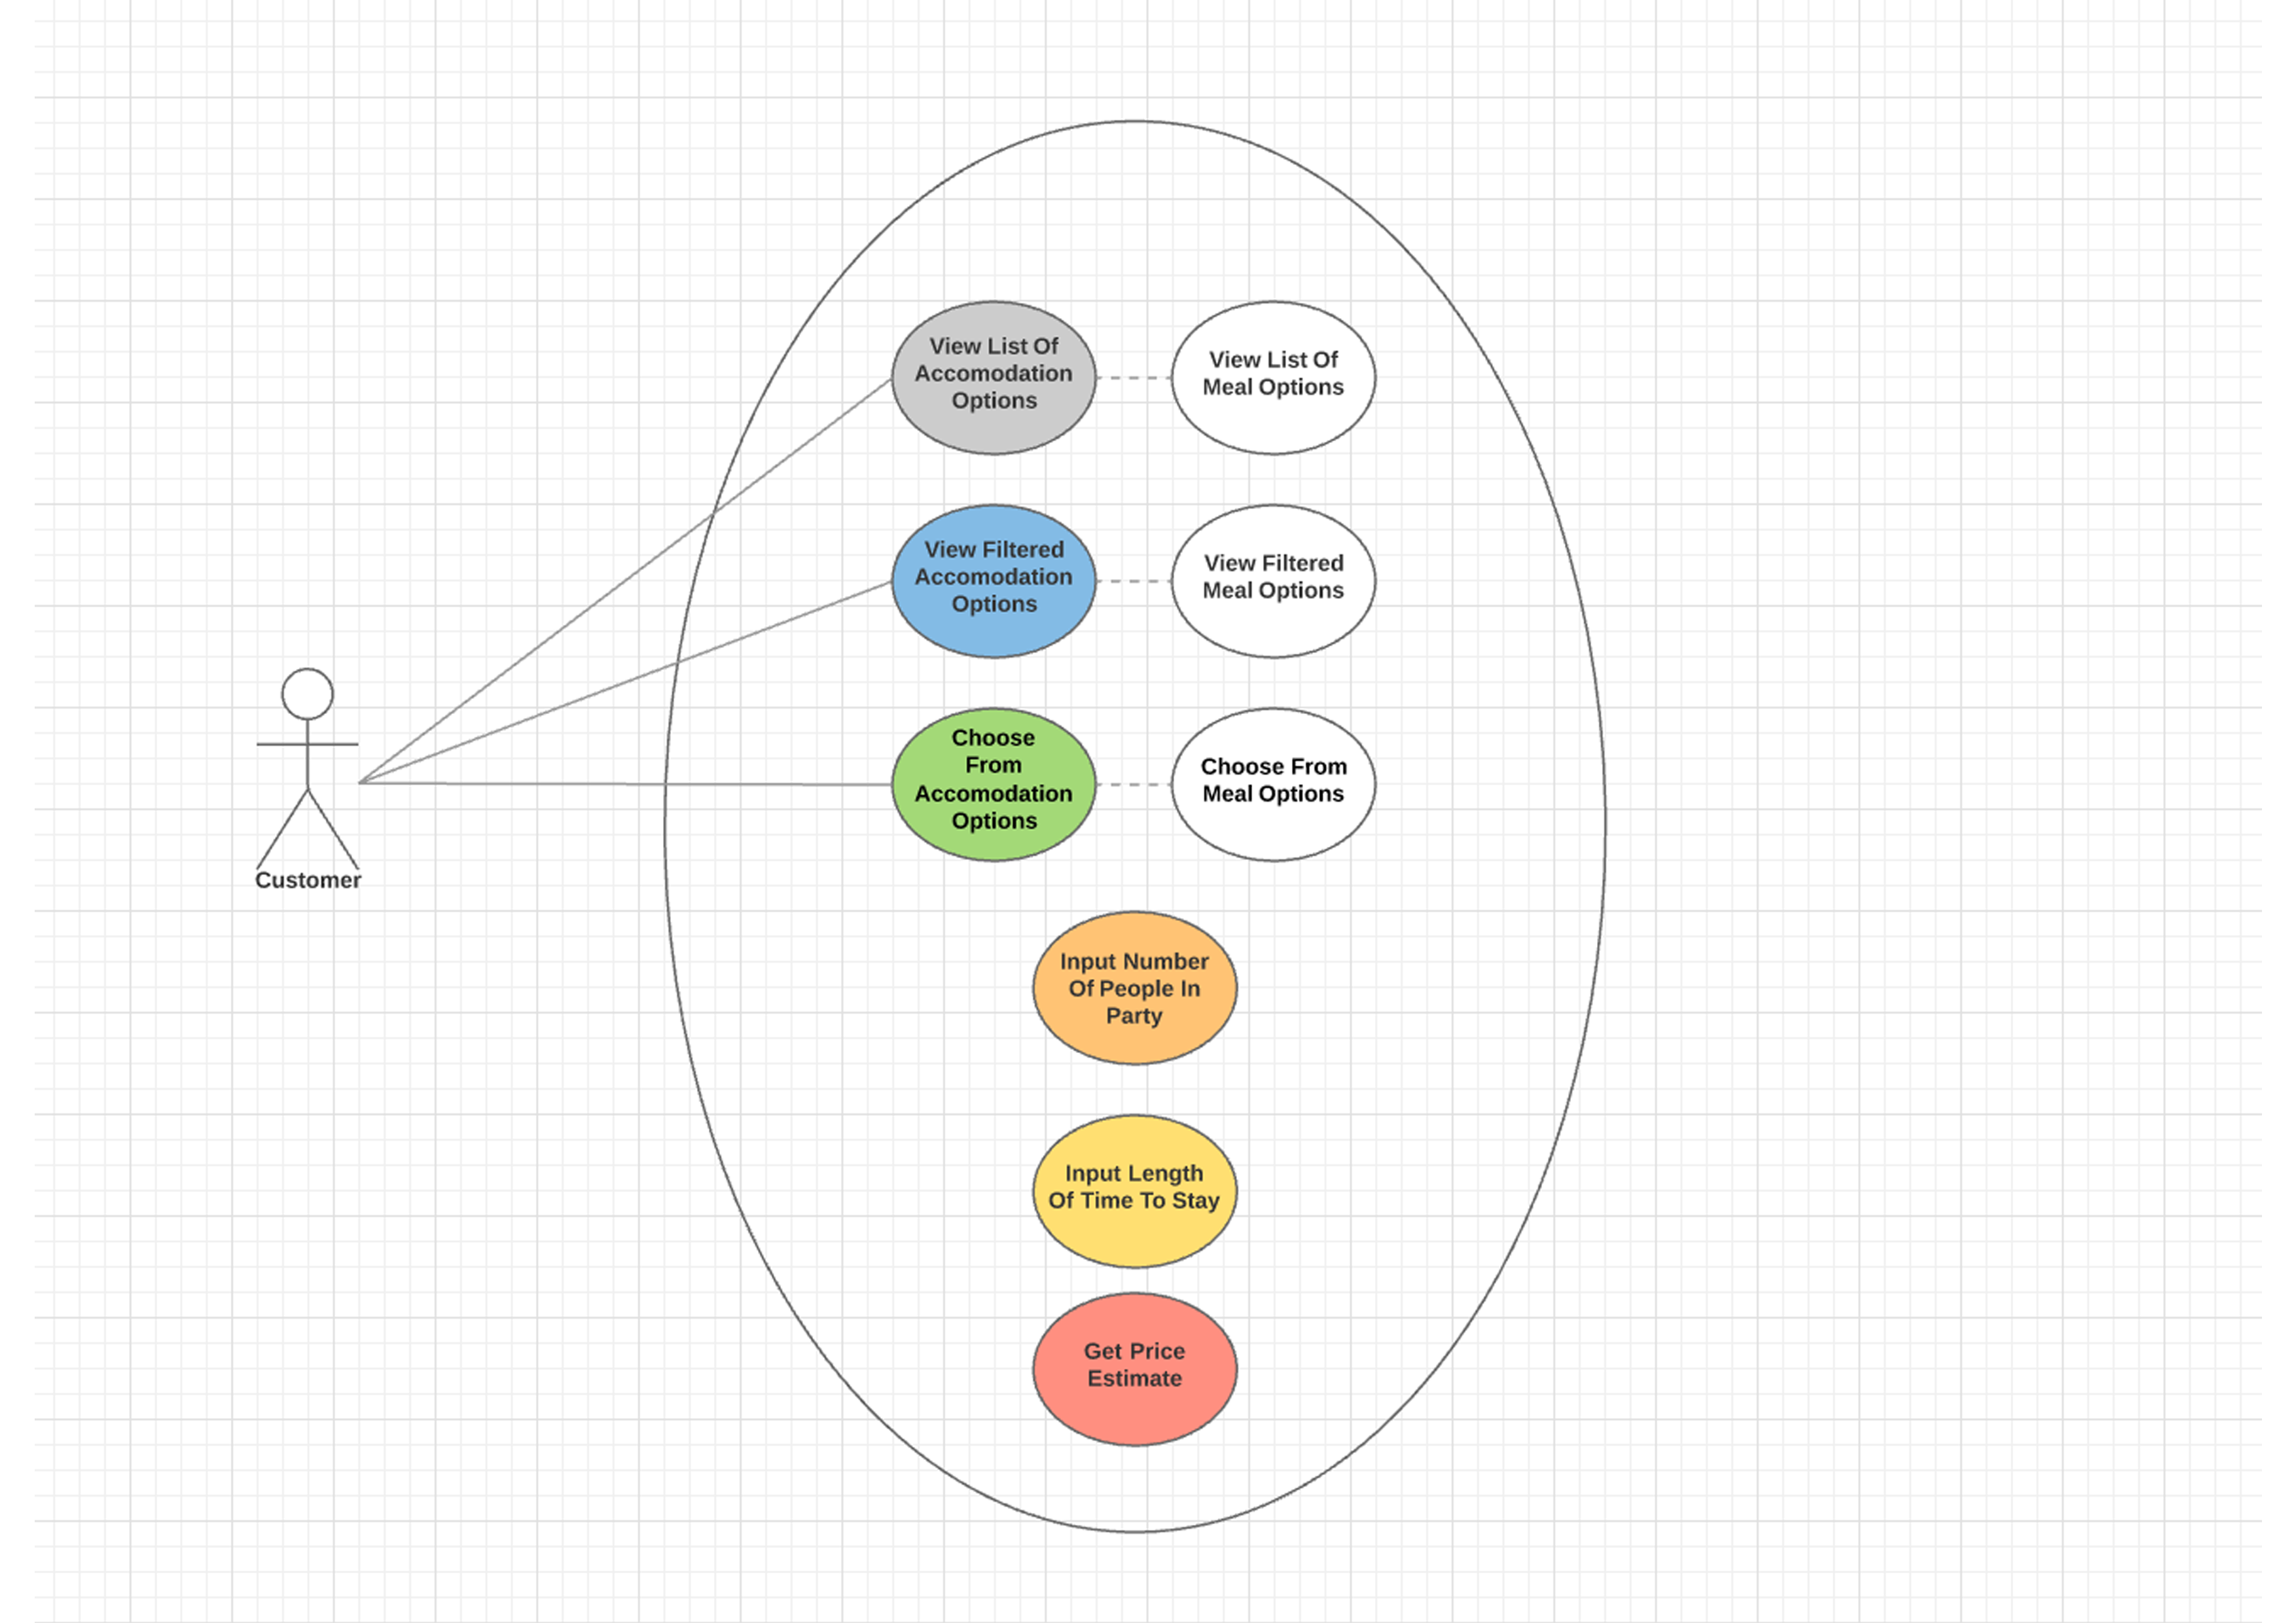 View List Of
Accomodation
Options
View List Of
Meal Options
View Filtered
Accomodation
Options
View Filtered
Meal Options
Choose
From
Accomodation
Options
Choose From
Meal Options
Customer
Input Number
Of People In
Party
Input Length
Of Time To Stay
Get Price
Estimate